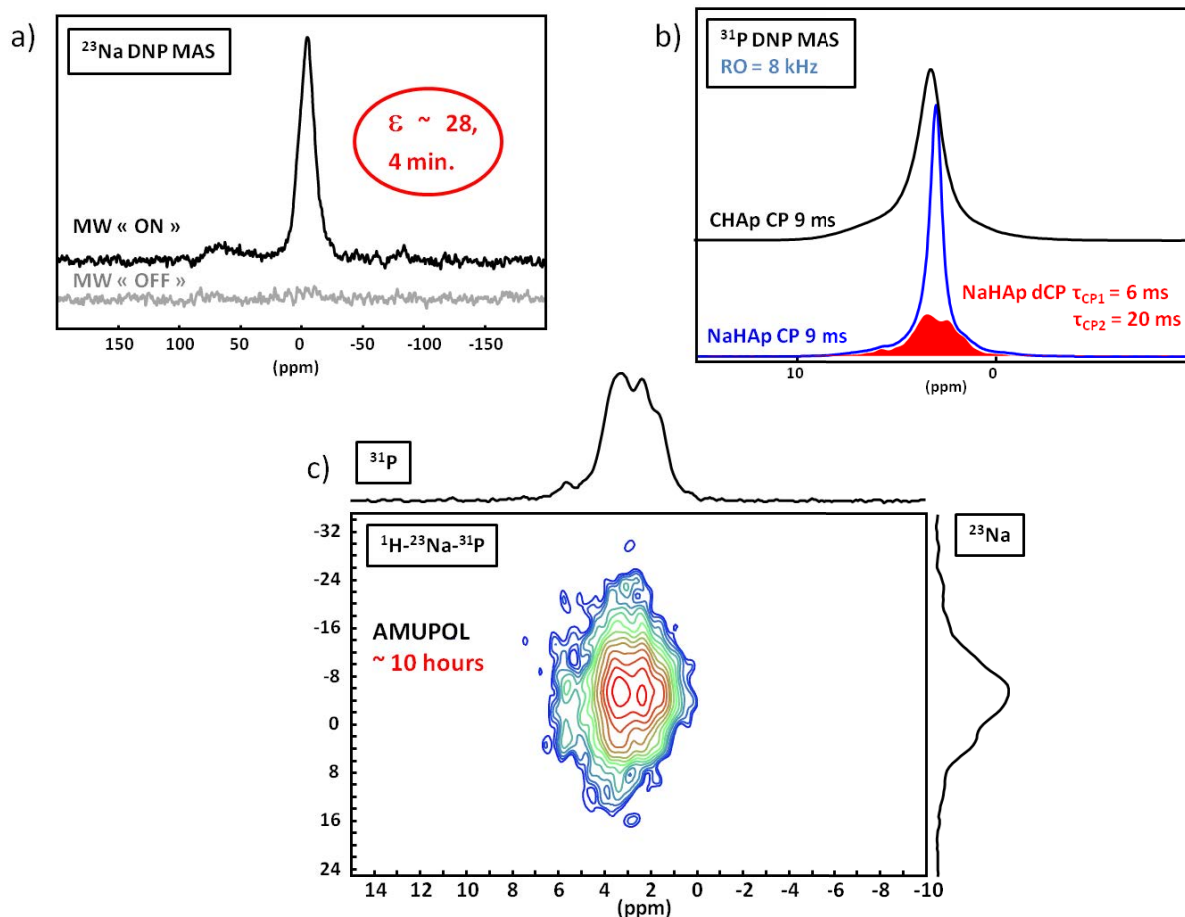 a)
²³Na DNP MAS
ε ~ 28,
4 min.
MW « ON »
MW « OFF »
150 100 50 0 -50 -100 -150
(ppm)
b)
³¹P DNP MAS
RO = 8 kHz
CHAp CP 9 ms
NaHAp dCP τCP1 = 6 ms
τCP2 = 20 ms
NaHAp CP 9 ms
10 0
(ppm)
c)
³¹P
¹H-²³Na-³¹P
²³Na
AMUPOL
~ 10 hours
-32
-24
-16
-8
0
8
16
24
14 12 10 8 6 4 2 0 -2 -4 -6 -8 -10
(ppm)